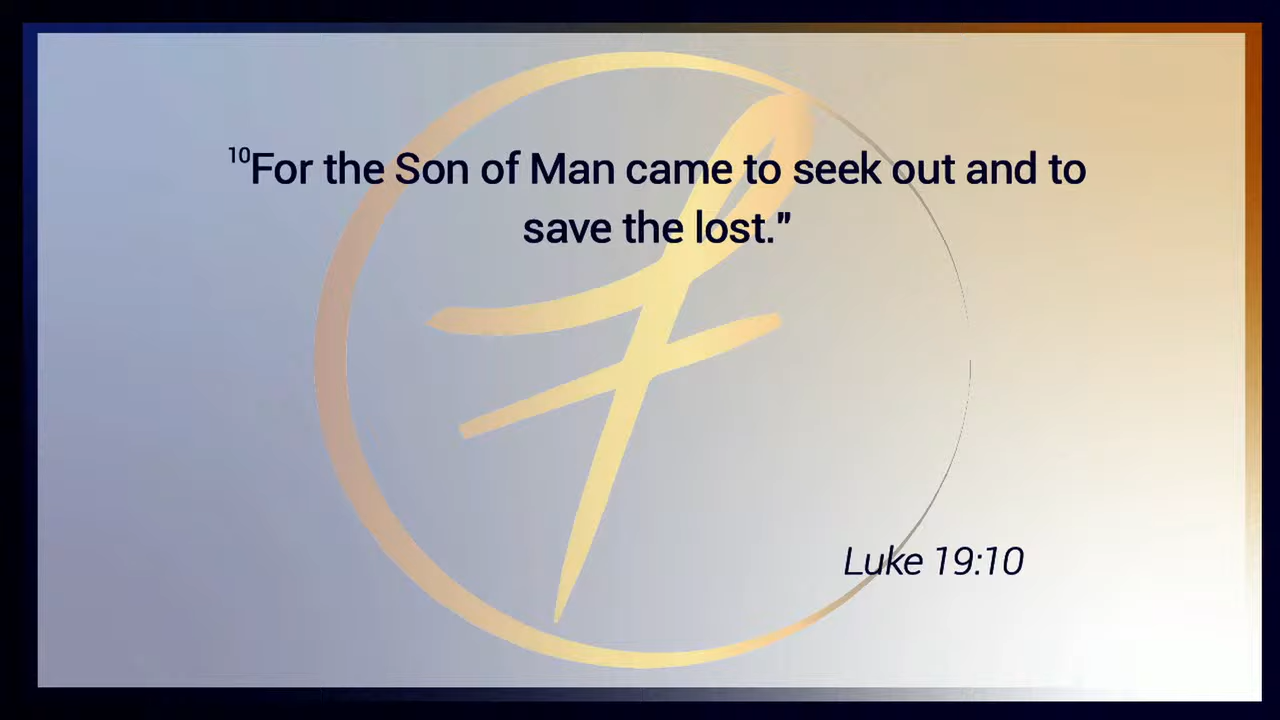 ¹⁰For the Son of Man came to seek out and to
save the lost.”
Luke 19:10